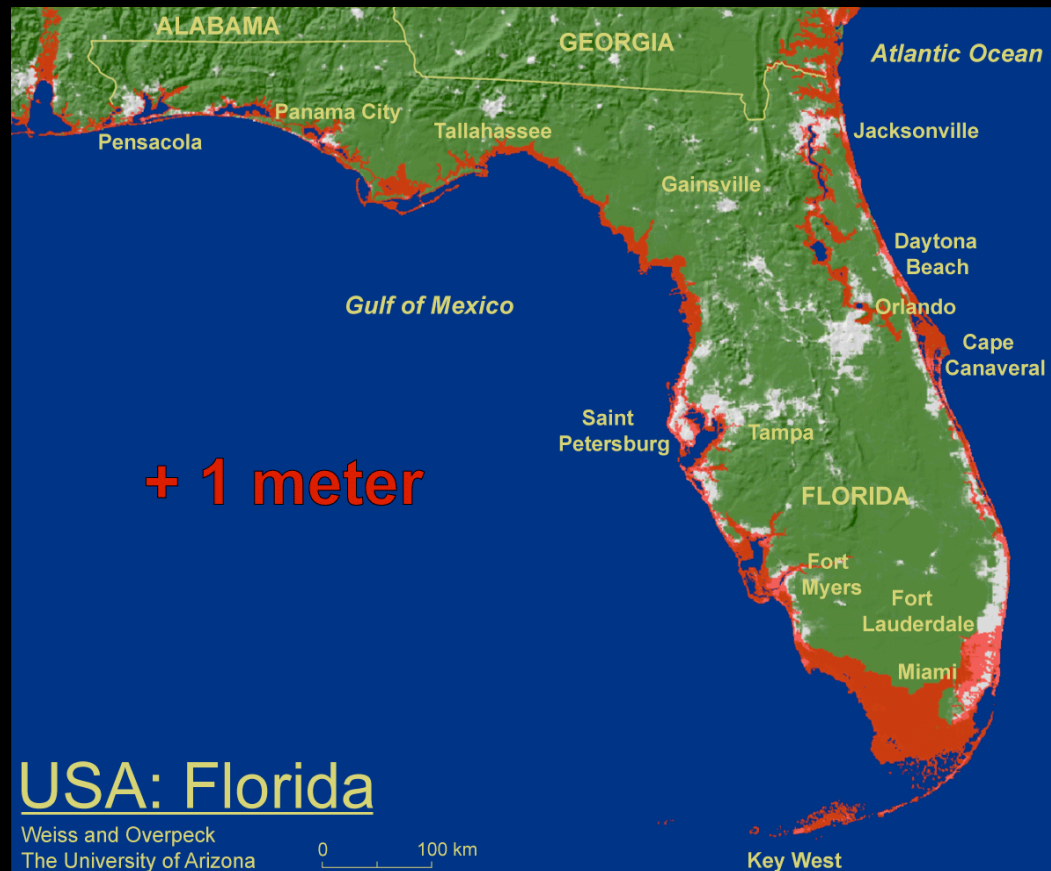 ALABAMA
GEORGIA
Atlantic Ocean
Pensacola
Panama City
Tallahassee
Jacksonville
Gainsville
Daytona
Beach
Gulf of Mexico
Orlando
Cape
Canaveral
Saint
Petersburg
Tampa
+ 1 meter
FLORIDA
Fort
Myers
Fort
Lauderdale
Miami
USA: Florida
Weiss and Overpeck
The University of Arizona
0 100 km
Key West